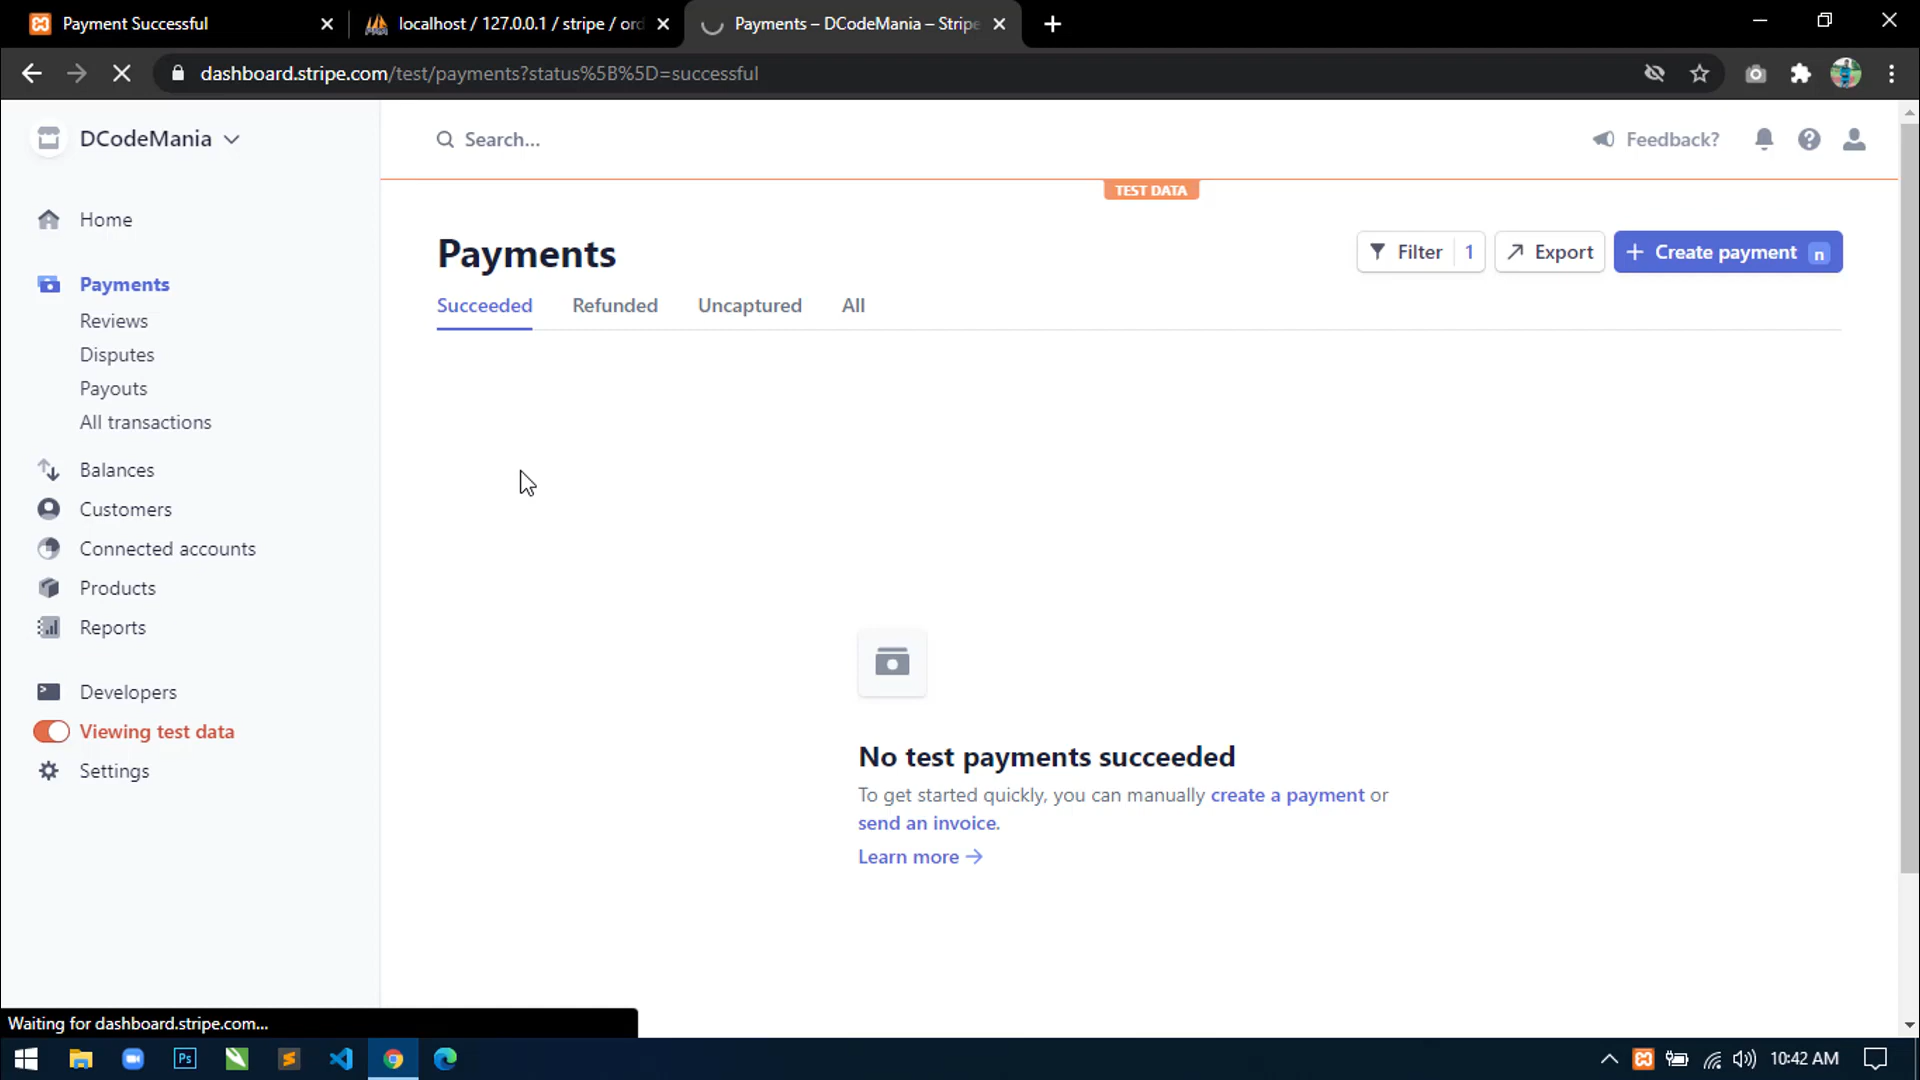 Payment Successful
localhost / 127.0.0.1 / stripe / ord
Payments – DCodeMania – Stripe
dashboard.stripe.com/test/payments?status%5B%5D=successful
DCodeMania
Search...
Feedback?
TEST DATA
Home
Payments
Reviews
Disputes
Payouts
All transactions
Balances
Customers
Connected accounts
Products
Reports
Developers
Viewing test data
Settings
Payments
Filter 1
Export
Create payment n
Succeeded Refunded Uncaptured All
No test payments succeeded
To get started quickly, you can manually create a payment or
send an invoice.
Learn more →
Waiting for dashboard.stripe.com...
Ps
10:42 AM